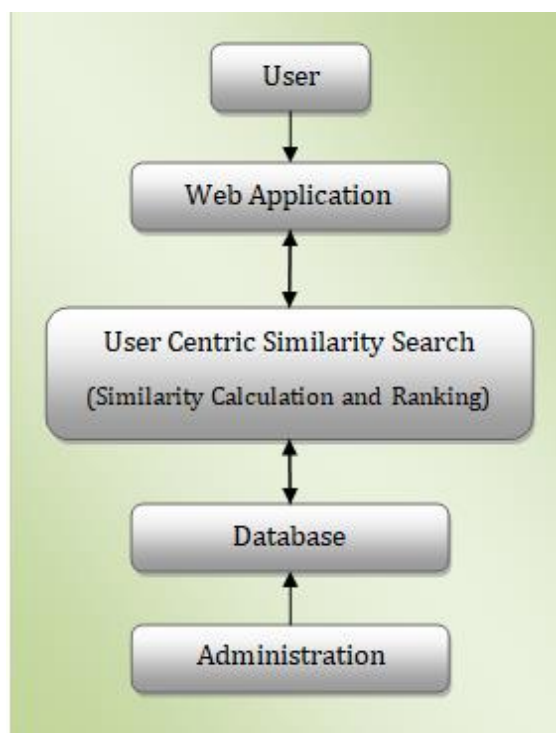 User
Web Application
User Centric Similarity Search
(Similarity Calculation and Ranking)
Database
Administration